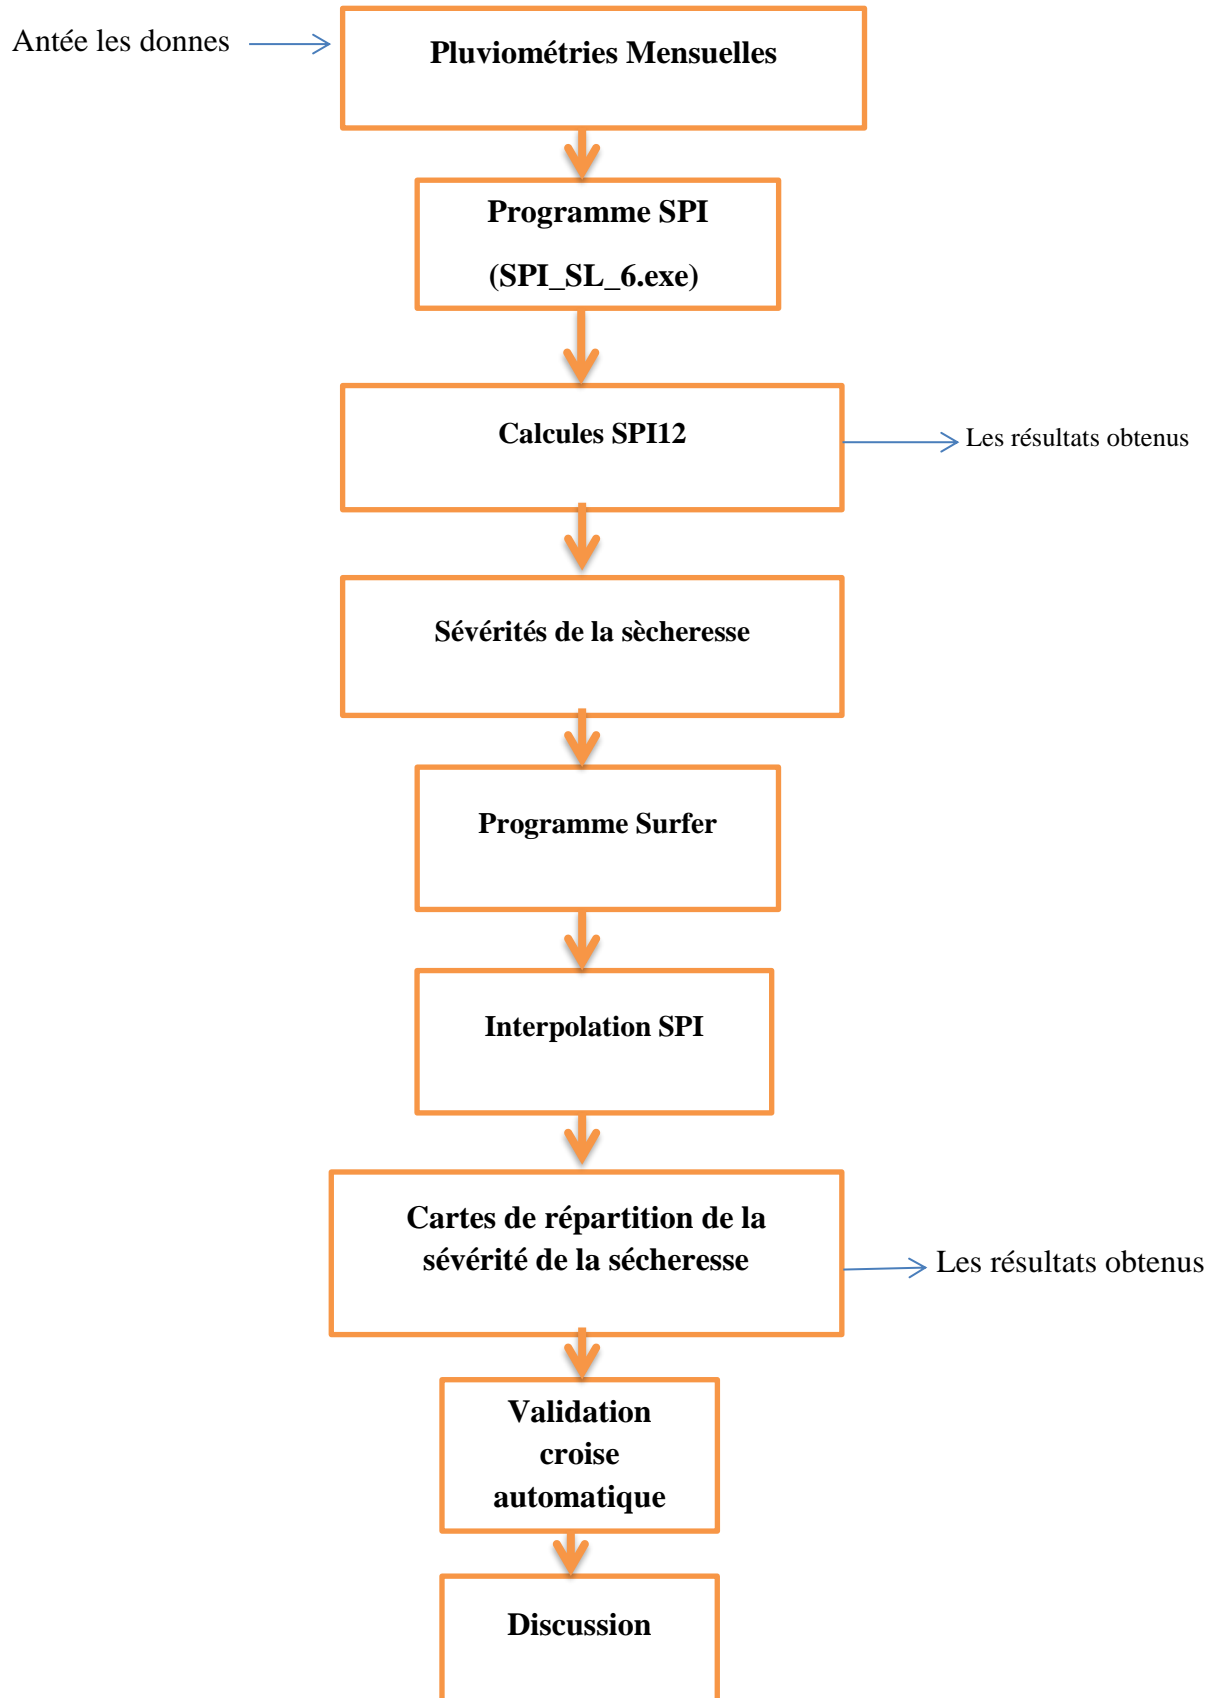 Antée les donnes
Pluviométries Mensuelles
Programme SPI
(SPI_SL_6.exe)
Calcules SPI12
Les résultats obtenus
Sévérités de la sècheresse
Programme Surfer
Interpolation SPI
Cartes de répartition de la
sévérité de la sécheresse
Les résultats obtenus
Validation
croise
automatique
Discussion